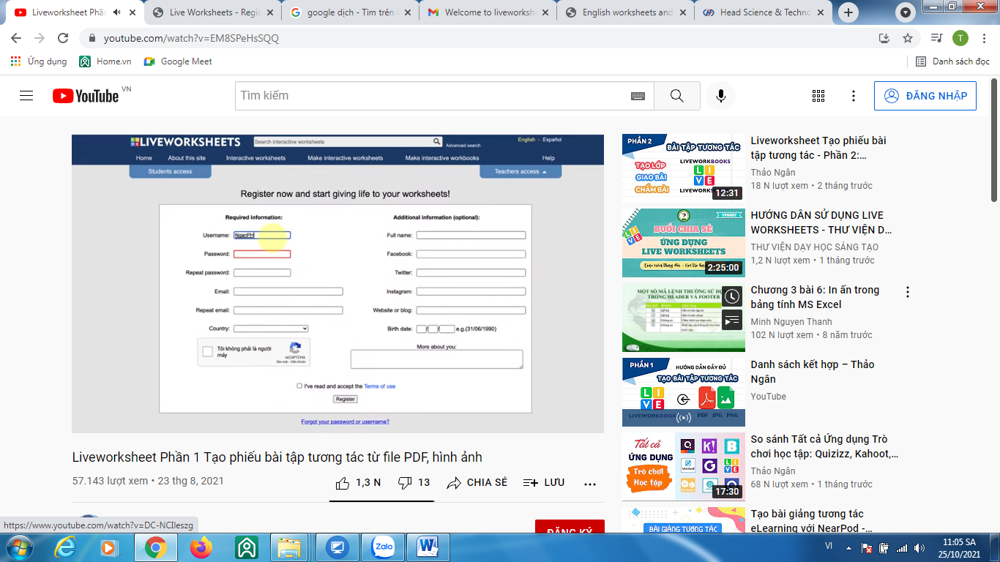 Liveworksheet Phần
Live Worksheets - Regis
google dịch - Tìm trên
Welcome to liveworksh
English worksheets and
Head Science & Techno
youtube.com/watch?v=EM8SPeHsSQQ
T
Ứng dụng
Home.vn
Google Meet
Danh sách đọc
YouTube VN
Tìm kiếm
ĐĂNG NHẬP
LIVEWORKSHEETS
Search interactive worksheets
Advanced search
English - Español
Home
About this site
Interactive worksheets
Make interactive worksheets
Make interactive workbooks
Help
Students access
Teachers access
Register now and start giving life to your worksheets!
Required information:
Additional information (optional):
Username: NganPH
Full name:
Password:
Facebook:
Repeat password:
Twitter:
Email:
Instagram:
Repeat email:
Website or blog:
Country:
Birth date: / / e.g.(31/06/1990)
Tôi không phải là người
máy
reCAPTCHA
Bảo mật - Điều khoản
More about you:
I've read and accept the Terms of use
Register
Forgot your password or username?
Liveworksheet Phần 1 Tạo phiếu bài tập tương tác từ file PDF, hình ảnh
57.143 lượt xem • 23 thg 8, 2021
1,3 N
13
CHIA SẺ
LƯU
ĐĂNG KÝ
PHẦN 2
BÀI TẬP TƯƠNG TÁC
TẠO LỚP
GIAO BÀI
CHẤM BÀI
LIVEWORKBOOKS
LIVE
LIVEWORKS
12:31
Liveworksheet Tạo phiếu bài
tập tương tác - Phần 2:...
Thảo Ngân
18 N lượt xem • 2 tháng trước
BUỔI CHIA SẺ
ỨNG DỤNG
LIVE WORKSHEETS
LIVE
2:25:00
HƯỚNG DẪN SỬ DỤNG LIVE
WORKSHEETS - THƯ VIỆN D...
THƯ VIỆN DẠY HỌC SÁNG TẠO
1,2 N lượt xem • 1 tháng trước
MỘT SỐ MÃ LỆNH THƯỜNG SỬ DỤ
TRONG HEADER VÀ FOOTER
Chương 3 bài 6: In ấn trong
bảng tính MS Excel
Minh Nguyen Thanh
102 N lượt xem • 8 năm trước
PHẦN 1
HƯỚNG DẪN ĐẦY ĐỦ
TẠO BÀI TẬP TƯƠNG TÁC
LIVE
LIVEWORKBOOK
PDF JPG PNG
Danh sách kết hợp – Thảo
Ngân
YouTube
Tất cả
ỨNG DỤNG
Trò chơi
Học tập
17:30
So sánh Tất cả Ứng dụng Trò
chơi học tập: Quizizz, Kahoot,...
Thảo Ngân
68 N lượt xem • 1 tháng trước
BÀI GIẢNG TƯƠNG TÁC
Tạo bài giảng tương tác
eLearning với NearPod -...
https://www.youtube.com/watch?v=DC-NCIleszg
Zalo
VI
11:05 SA
25/10/2021